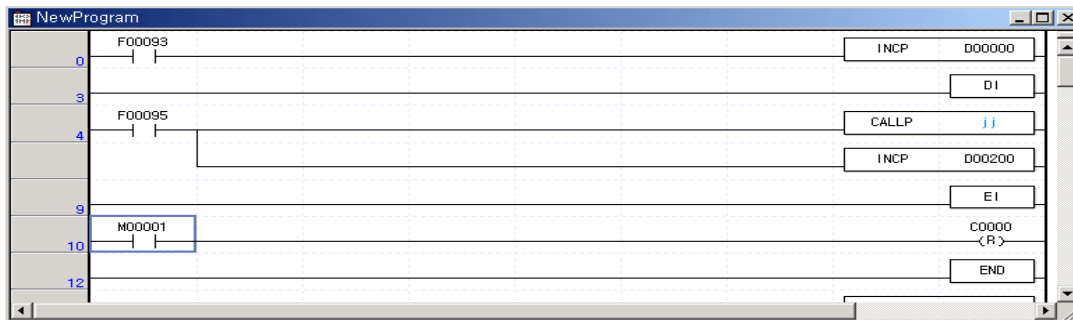 NewProgram
F00093
0 INCP D00000
3 DI
F00095
4 CALLP jj
INCP D00200
9 EI
M00001 C0000
10 (R)
12 END